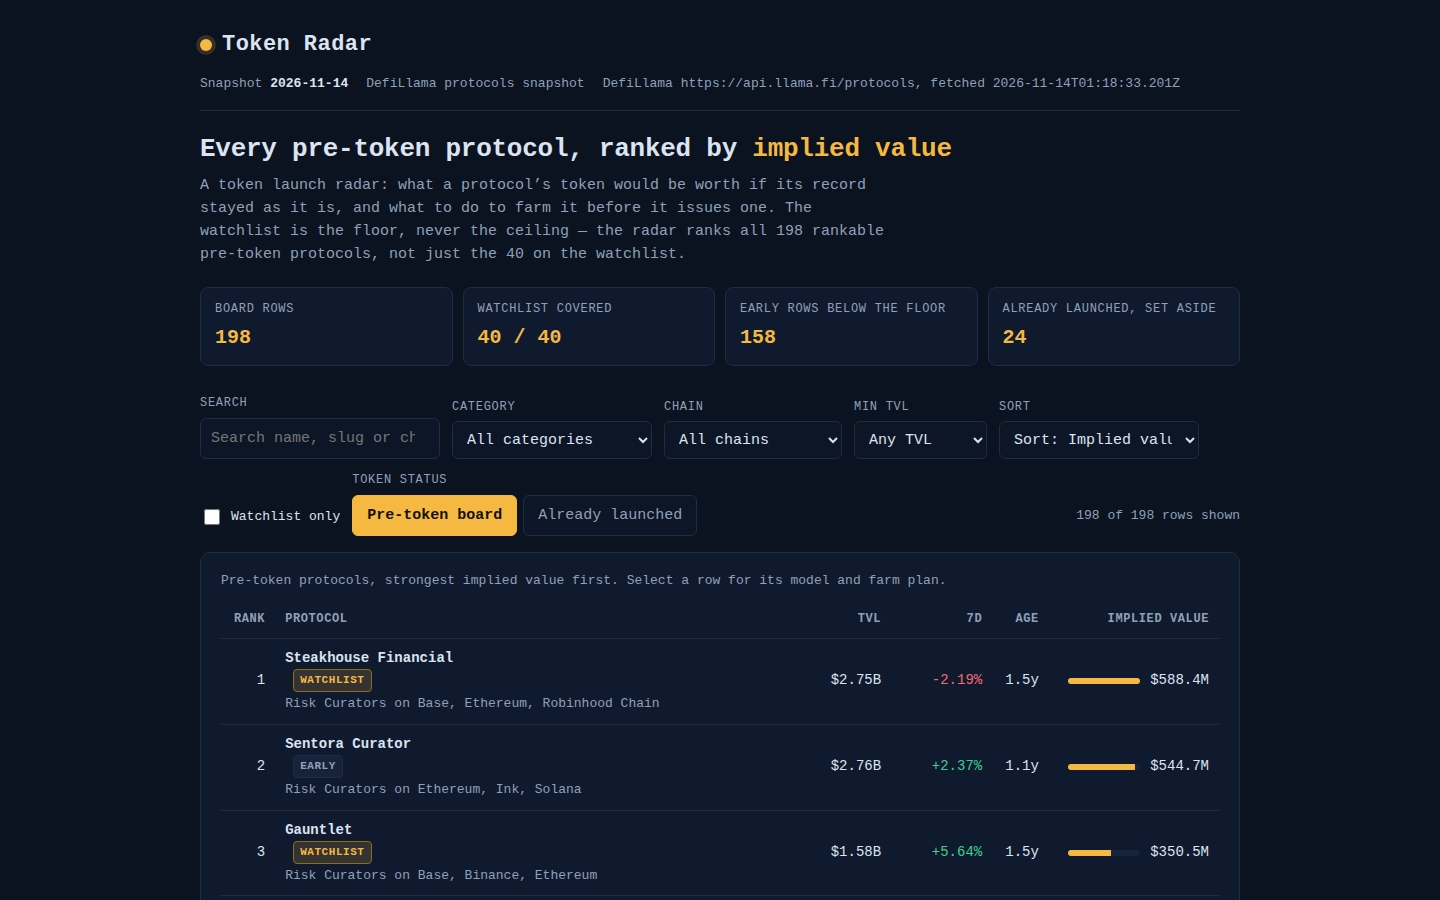 Token Radar
Snapshot 2026-11-14 DefiLlama protocols snapshot DefiLlama https://api.llama.fi/protocols, fetched 2026-11-14T01:18:33.201Z
Every pre-token protocol, ranked by implied value
A token launch radar: what a protocol’s token would be worth if its record
stayed as it is, and what to do to farm it before it issues one. The
watchlist is the floor, never the ceiling — the radar ranks all 198 rankable
pre-token protocols, not just the 40 on the watchlist.
BOARD ROWS
198
WATCHLIST COVERED
40 / 40
EARLY ROWS BELOW THE FLOOR
158
ALREADY LAUNCHED, SET ASIDE
24
SEARCH CATEGORY CHAIN MIN TVL SORT
Search name, slug or ch All categories All chains Any TVL Sort: Implied valu
TOKEN STATUS
Watchlist only Pre-token board Already launched 198 of 198 rows shown
Pre-token protocols, strongest implied value first. Select a row for its model and farm plan.
RANK PROTOCOL TVL 7D AGE IMPLIED VALUE
Steakhouse Financial
1 WATCHLIST $2.75B -2.19% 1.5y $588.4M
Risk Curators on Base, Ethereum, Robinhood Chain
Sentora Curator
2 EARLY $2.76B +2.37% 1.1y $544.7M
Risk Curators on Ethereum, Ink, Solana
Gauntlet
3 WATCHLIST $1.58B +5.64% 1.5y $350.5M
Risk Curators on Base, Binance, Ethereum